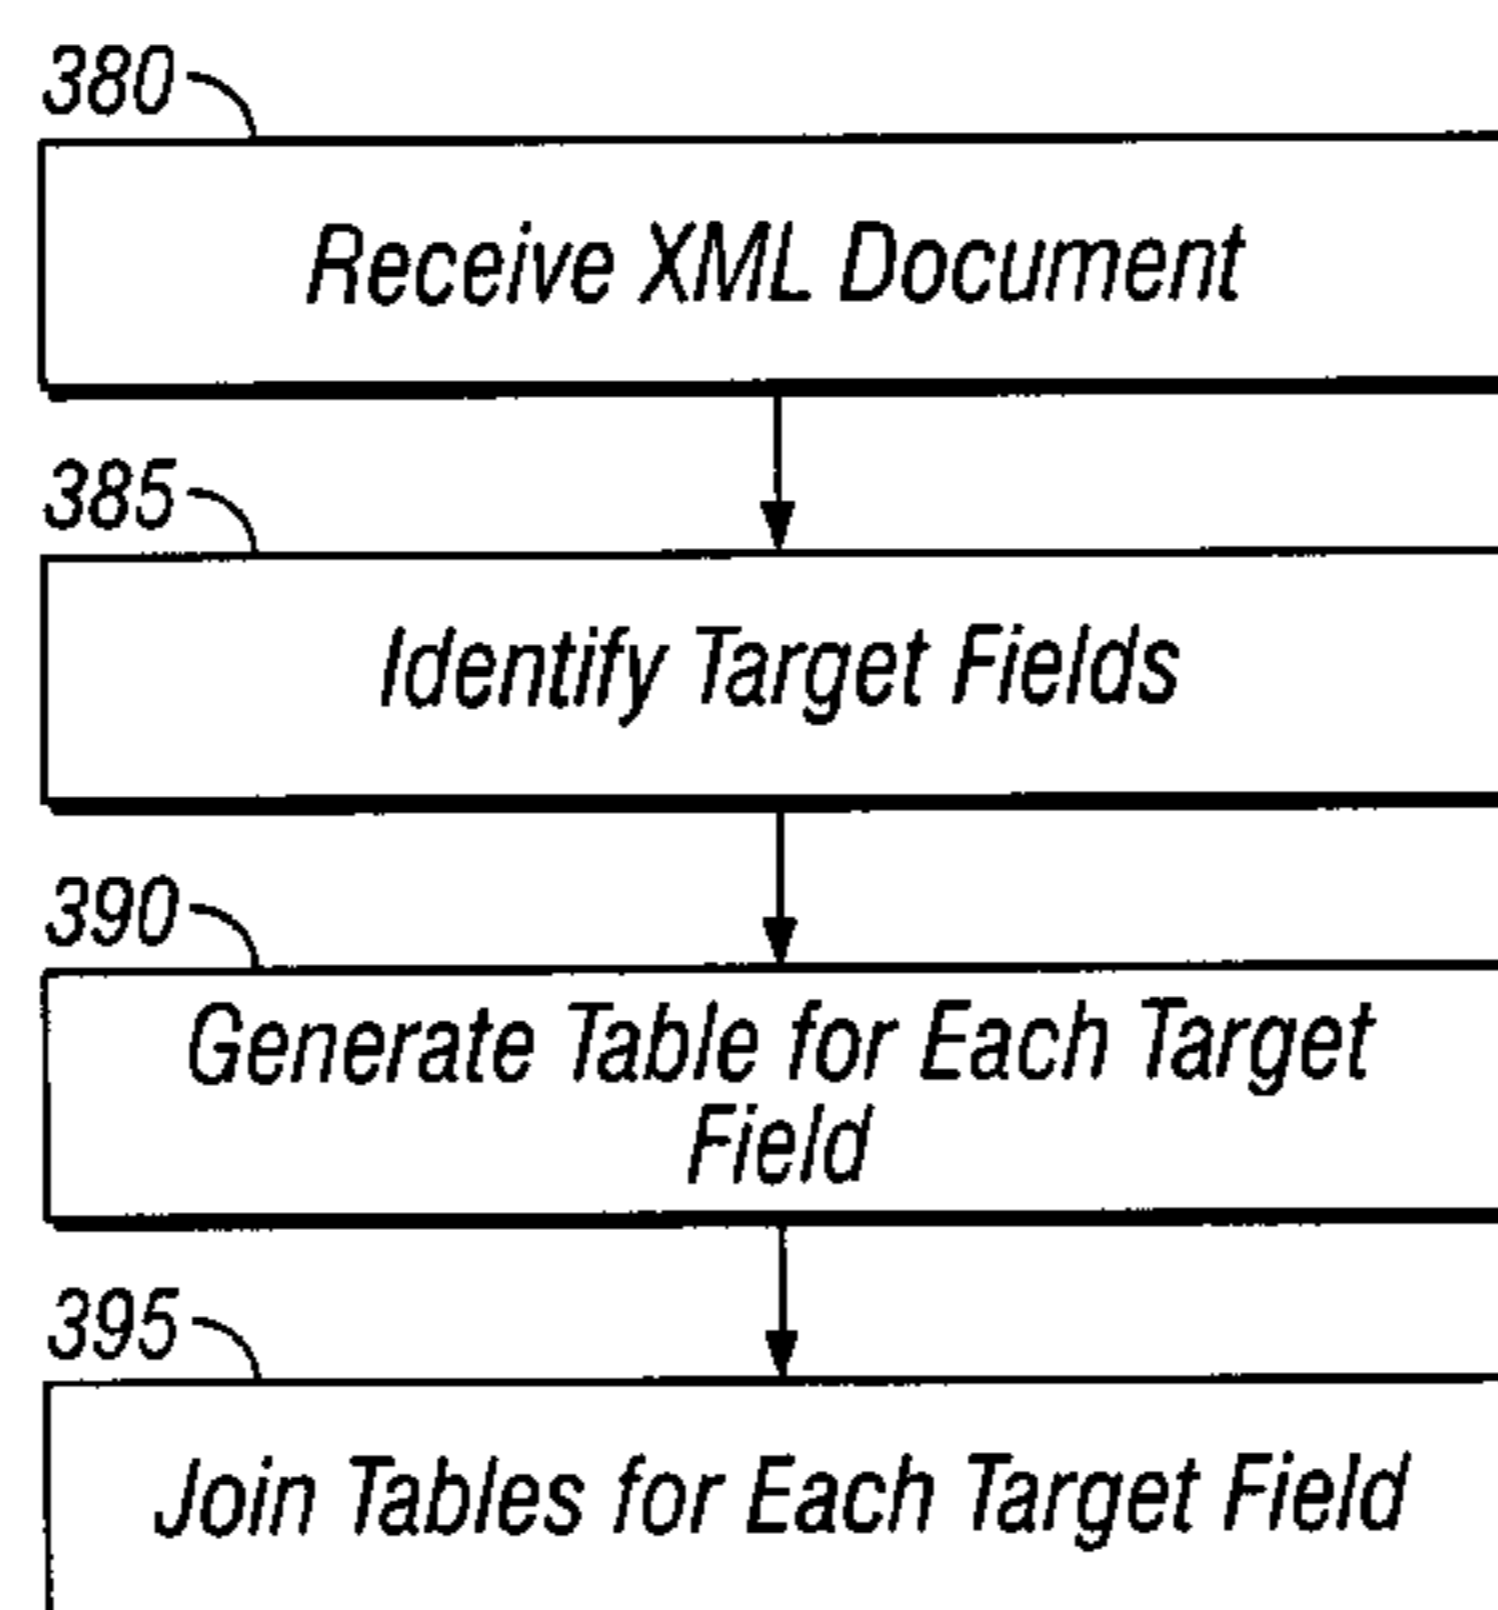 380
Receive XML Document
385
Identify Target Fields
390
Generate Table for Each Target
Field
395
Join Tables for Each Target Field